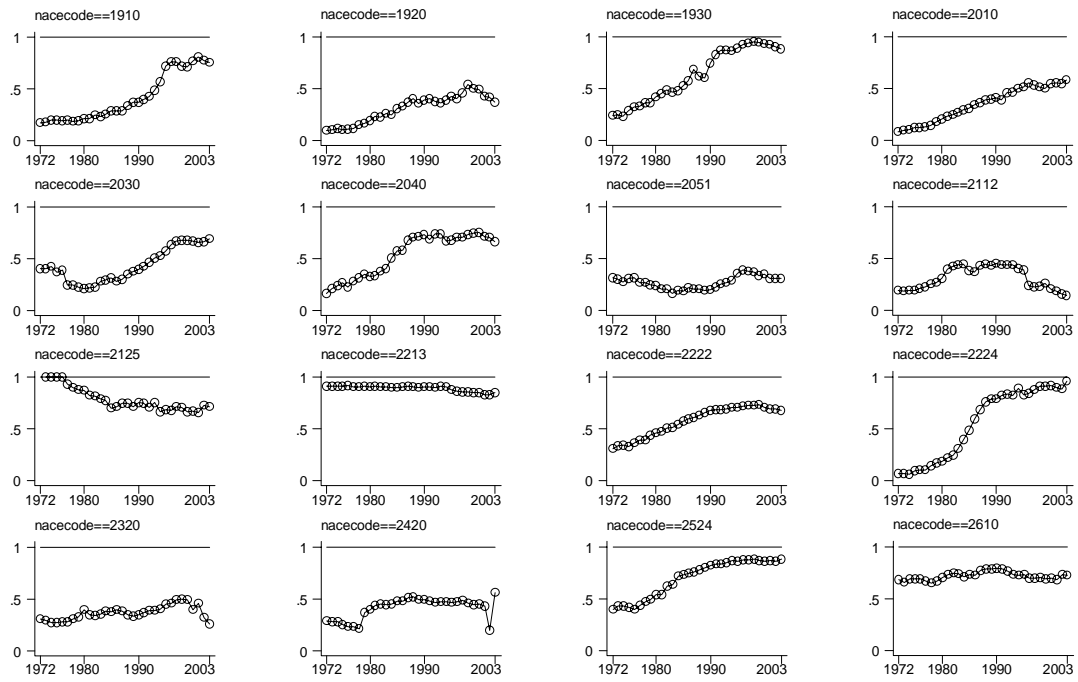 nacecode==1910
1
.5
0
1972 1980 1990 2003
nacecode==1920
1
.5
0
1972 1980 1990 2003
nacecode==1930
1
.5
0
1972 1980 1990 2003
nacecode==2010
1
.5
0
1972 1980 1990 2003
nacecode==2030
1
.5
0
1972 1980 1990 2003
nacecode==2040
1
.5
0
1972 1980 1990 2003
nacecode==2051
1
.5
0
1972 1980 1990 2003
nacecode==2112
1
.5
0
1972 1980 1990 2003
nacecode==2125
1
.5
0
1972 1980 1990 2003
nacecode==2213
1
.5
0
1972 1980 1990 2003
nacecode==2222
1
.5
0
1972 1980 1990 2003
nacecode==2224
1
.5
0
1972 1980 1990 2003
nacecode==2320
1
.5
0
1972 1980 1990 2003
nacecode==2420
1
.5
0
1972 1980 1990 2003
nacecode==2524
1
.5
0
1972 1980 1990 2003
nacecode==2610
1
.5
0
1972 1980 1990 2003